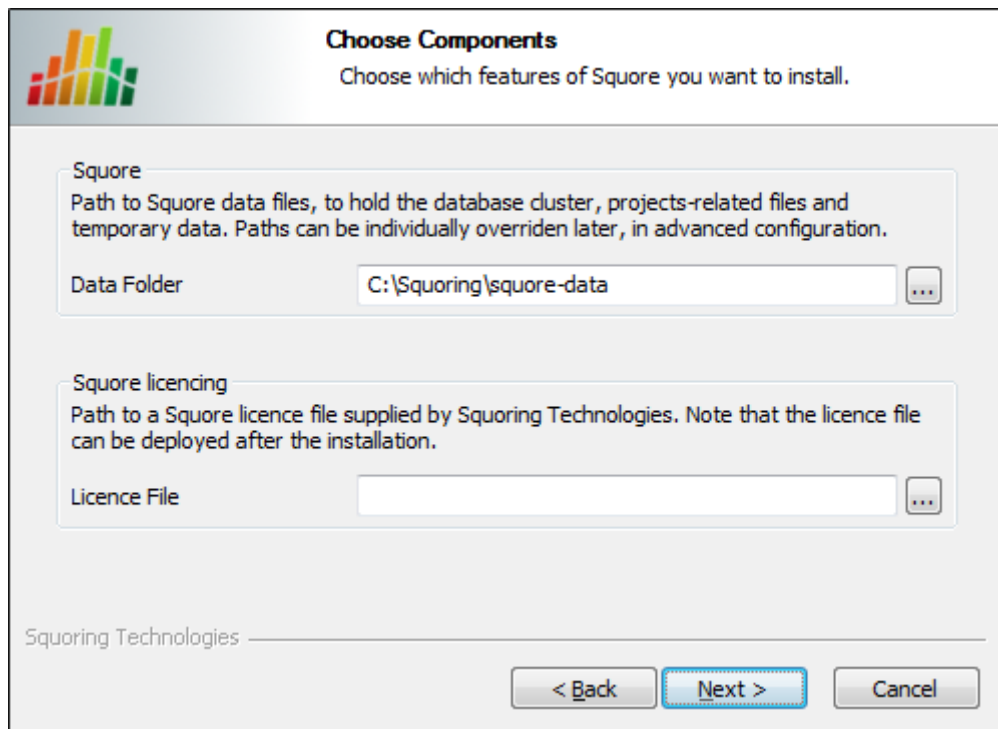 Choose Components
Choose which features of Squore you want to install.
Squore
Path to Squore data files, to hold the database cluster, projects-related files and
temporary data. Paths can be individually overriden later, in advanced configuration.
Data Folder
C:\Squoring\squore-data
...
Squore licencing
Path to a Squore licence file supplied by Squoring Technologies. Note that the licence file
can be deployed after the installation.
Licence File
...
Squoring Technologies
< Back
Next >
Cancel